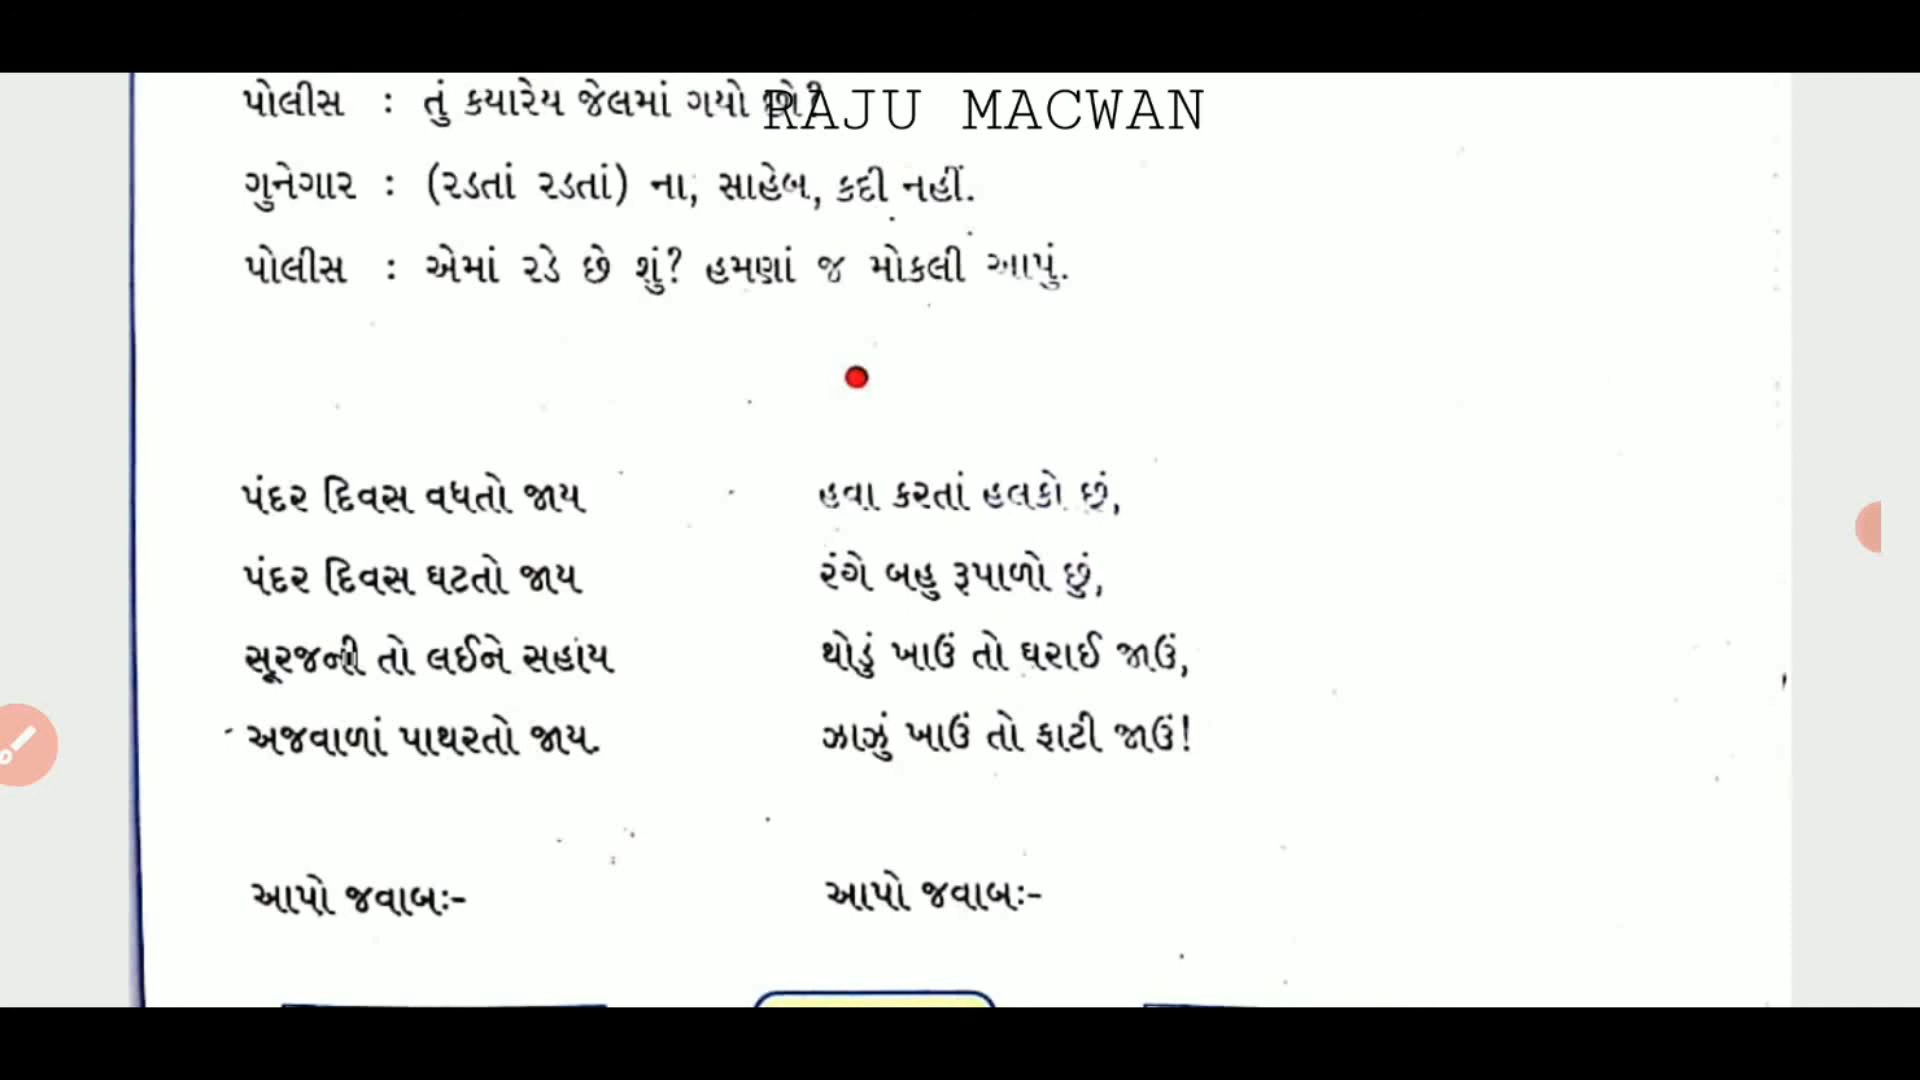 પોલીસ : તું કયારેય જેલમાં ગયો છો?
RAJU MACWAN
ગુનેગાર : (રડતાં રડતાં) ના, સાહેબ, કદી નહીં.
પોલીસ : એમાં રડે છે શું? હમણાં જ મોકલી આપું.
પંદર દિવસ વધતો જાય
પંદર દિવસ ઘટતો જાય
સૂરજની તો લઈને સહાય
અજવાળાં પાથરતો જાય.
આપો જવાબઃ-
હવા કરતાં હલકો છું,
રંગે બહુ રૂપાળો છું,
થોડું ખાઉં તો ધરાઈ જાઉં,
ઝાઝું ખાઉં તો ફાટી જાઉં!
આપો જવાબઃ-